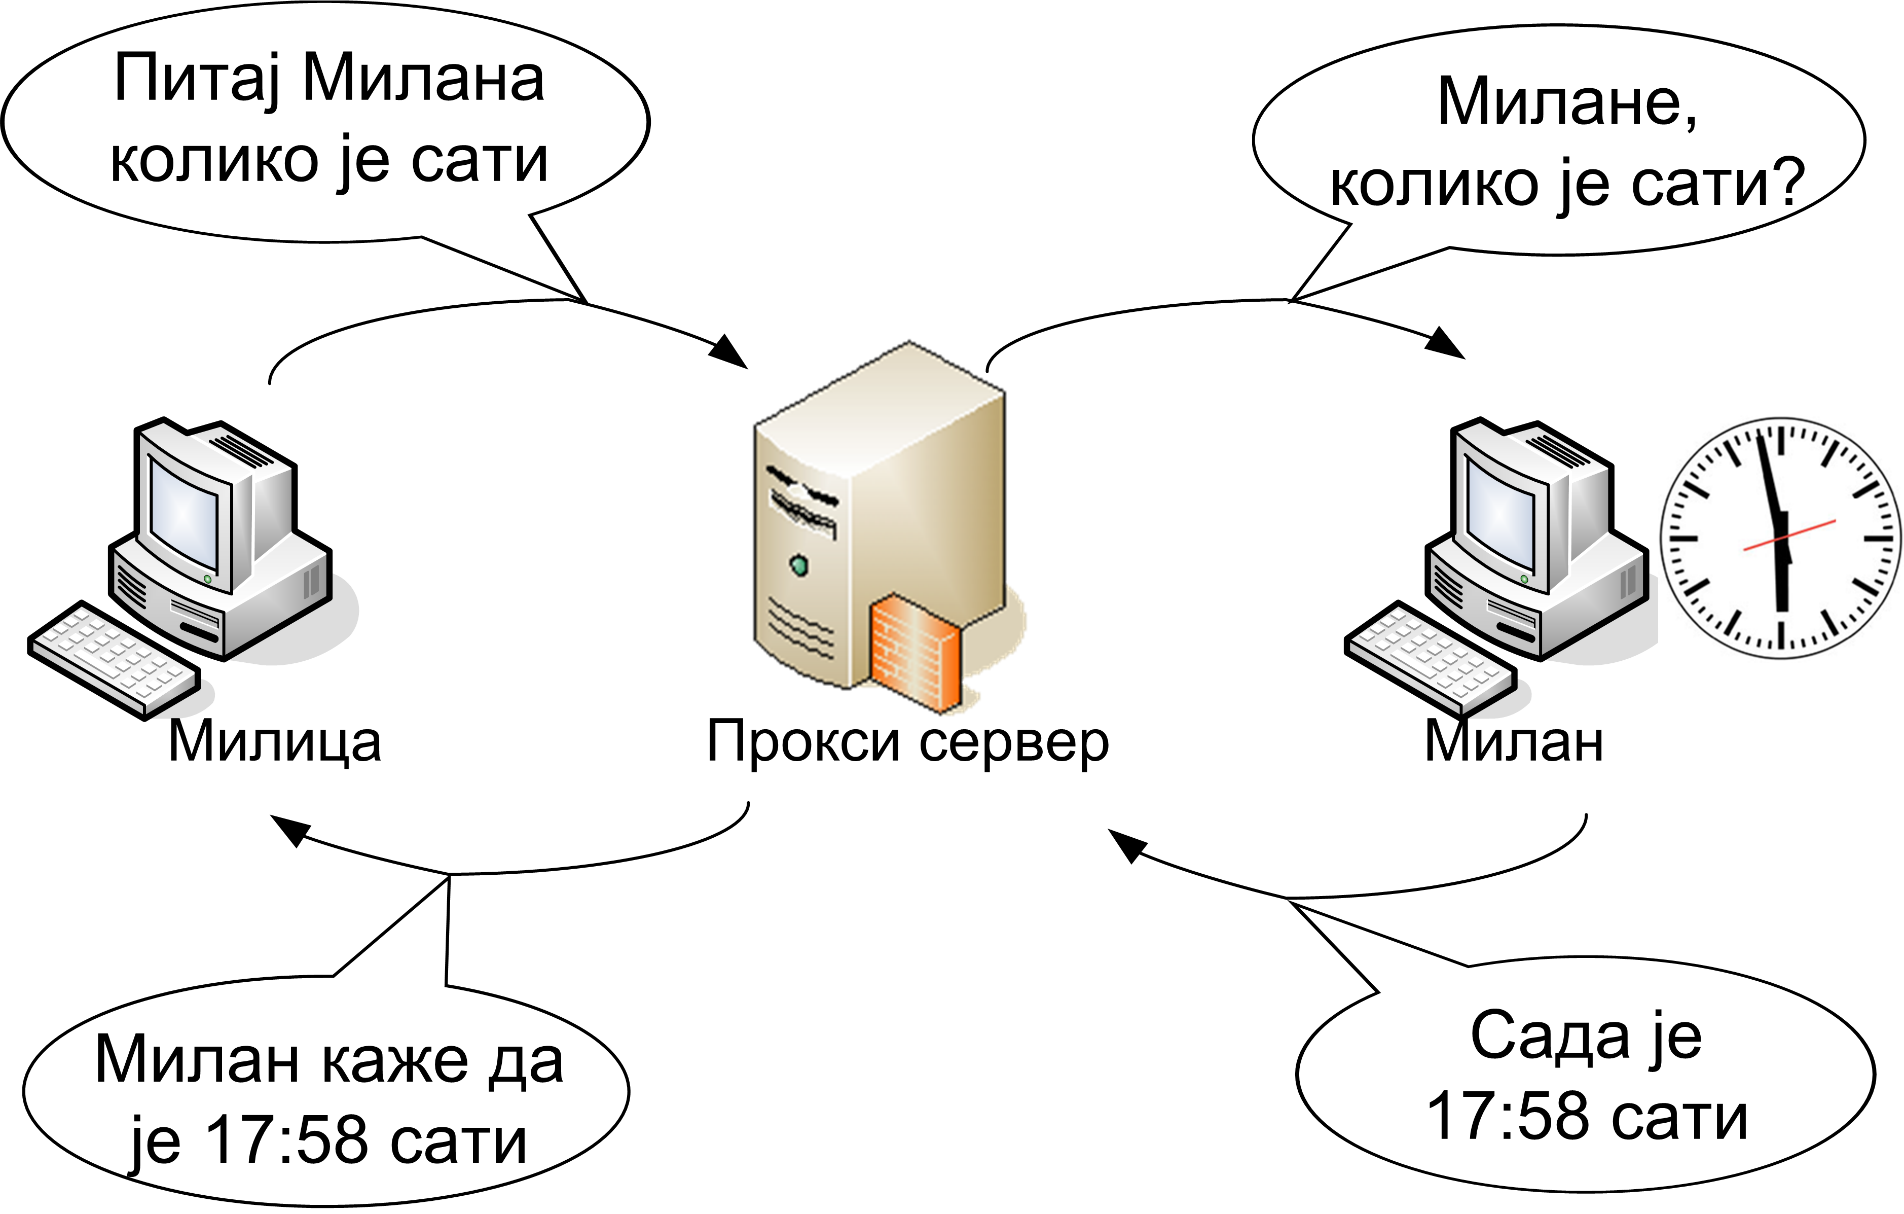 Питај Милана
колико је сати
Милане,
колико је сати?
Милица
Прокси сервер
Милан
Милан каже да
је 17:58 сати
Сада је
17:58 сати